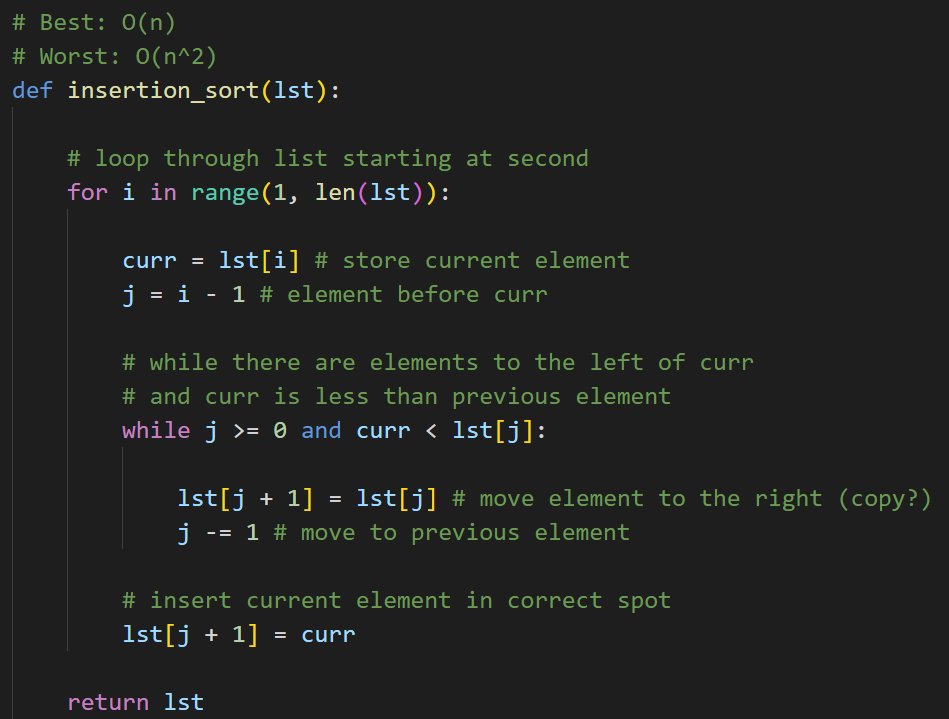 # Best: O(n)
# Worst: O(n^2)
def insertion_sort(lst):
    # loop through list starting at second
    for i in range(1, len(lst)):
        curr = lst[i] # store current element
        j = i - 1 # element before curr
        # while there are elements to the left of curr
        # and curr is less than previous element
        while j >= 0 and curr < lst[j]:
            lst[j + 1] = lst[j] # move element to the right (copy?)
            j -= 1 # move to previous element
        # insert current element in correct spot
        lst[j + 1] = curr
    return lst